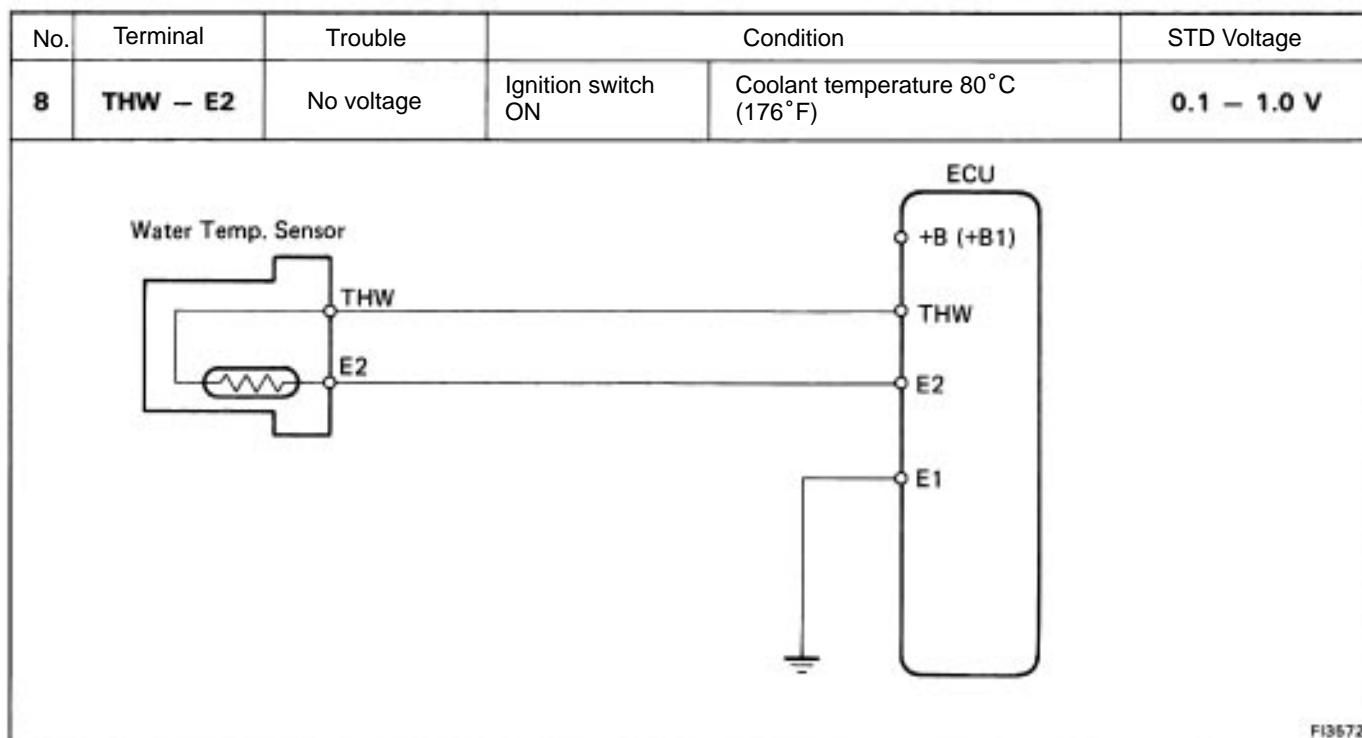 No. Terminal Trouble Condition STD Voltage
8 THW – E2 No voltage Ignition switch ON Coolant temperature 80˚C (176˚F) 0.1 – 1.0 V
ECU
Water Temp. Sensor
+B (+B1)
THW
THW
E2
E2
E1
FI3572